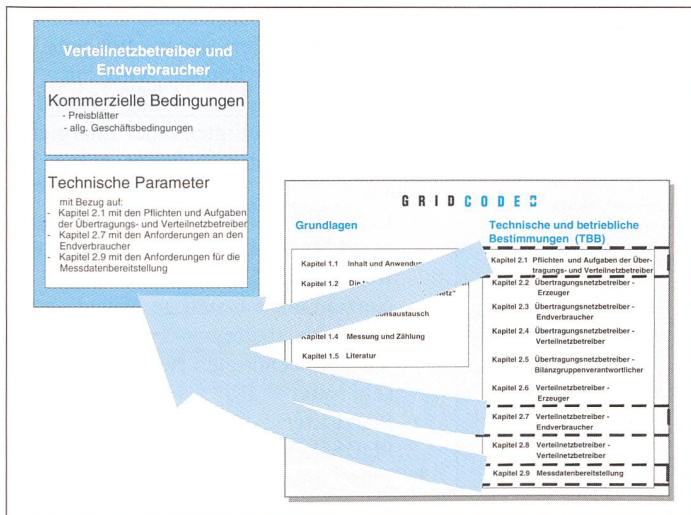 Verteilnetzbetreiber und
Endverbraucher
Kommerzielle Bedingungen
- Preisblätter
- allg. Geschäftsbedingungen
Technische Parameter
mit Bezug auf:
- Kapitel 2.1 mit den Pflichten und Aufgaben
der Übertragungs- und Verteilnetzbetreiber
- Kapitel 2.7 mit den Anforderungen an den
Endverbraucher
- Kapitel 2.9 mit den Anforderungen für die
Messdatenbereitstellung
GRIDCODE
Grundlagen
Kapitel 1.1 Inhalt und
Kapitel 1.2
Kapitel 1.4 Messung und Zählung
Kapitel 1.5 Literatur
Technische und betriebliche
Bestimmungen (TBB)
Kapitel 2.1 Pflichten und Aufgaben der Über-
tragungs- und Verteilnetzbetreiber
Kapitel 2.2 Übertragungsnetzbetreiber -
Erzeuger
Kapitel 2.3 Übertragungsnetzbetreiber -
Endverbraucher
Kapitel 2.4 Übertragungsnetzbetreiber -
Verteilnetzbetreiber
Kapitel 2.5 Übertragungsnetzbetreiber -
Bilanzgruppenverantwortlicher
Kapitel 2.6 Verteilnetzbetreiber -
Erzeuger
Kapitel 2.7 Verteilnetzbetreiber -
Endverbraucher
Kapitel 2.8 Verteilnetzbetreiber -
Verteilnetzbetreiber
Kapitel 2.9 Messdatenbereitstellung